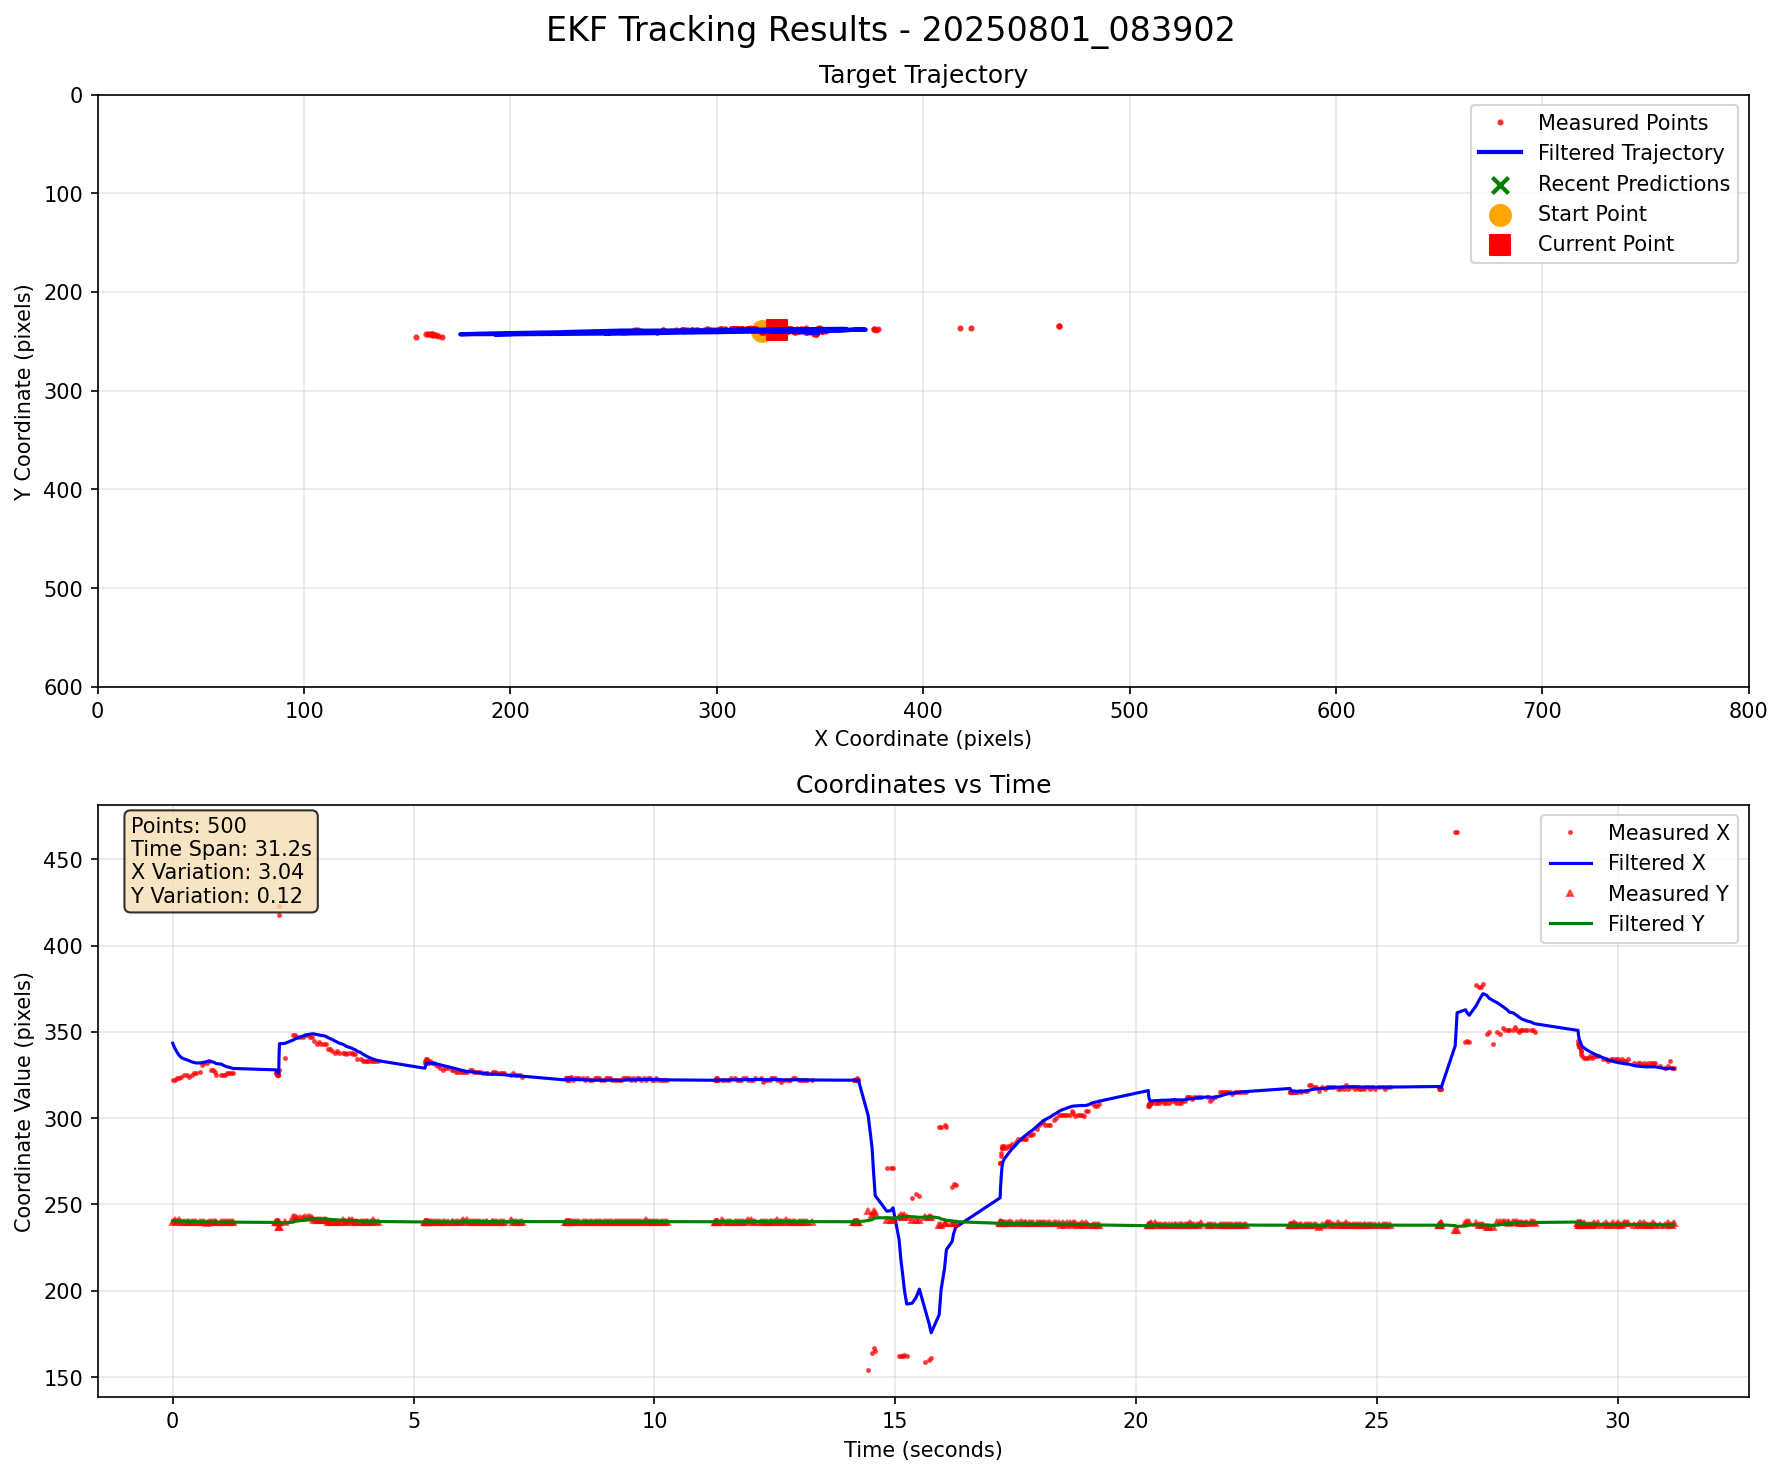 EKF Tracking Results - 20250801_083902
Target Trajectory
Y Coordinate (pixels)
0
100
200
300
400
500
600
Measured Points
Filtered Trajectory
Recent Predictions
Start Point
Current Point
0 100 200 300 400 500 600 700 800
X Coordinate (pixels)
Coordinates vs Time
Coordinate Value (pixels)
450
400
350
300
250
200
150
Points: 500
Time Span: 31.2s
X Variation: 3.04
Y Variation: 0.12
Measured X
Filtered X
Measured Y
Filtered Y
0 5 10 15 20 25 30
Time (seconds)